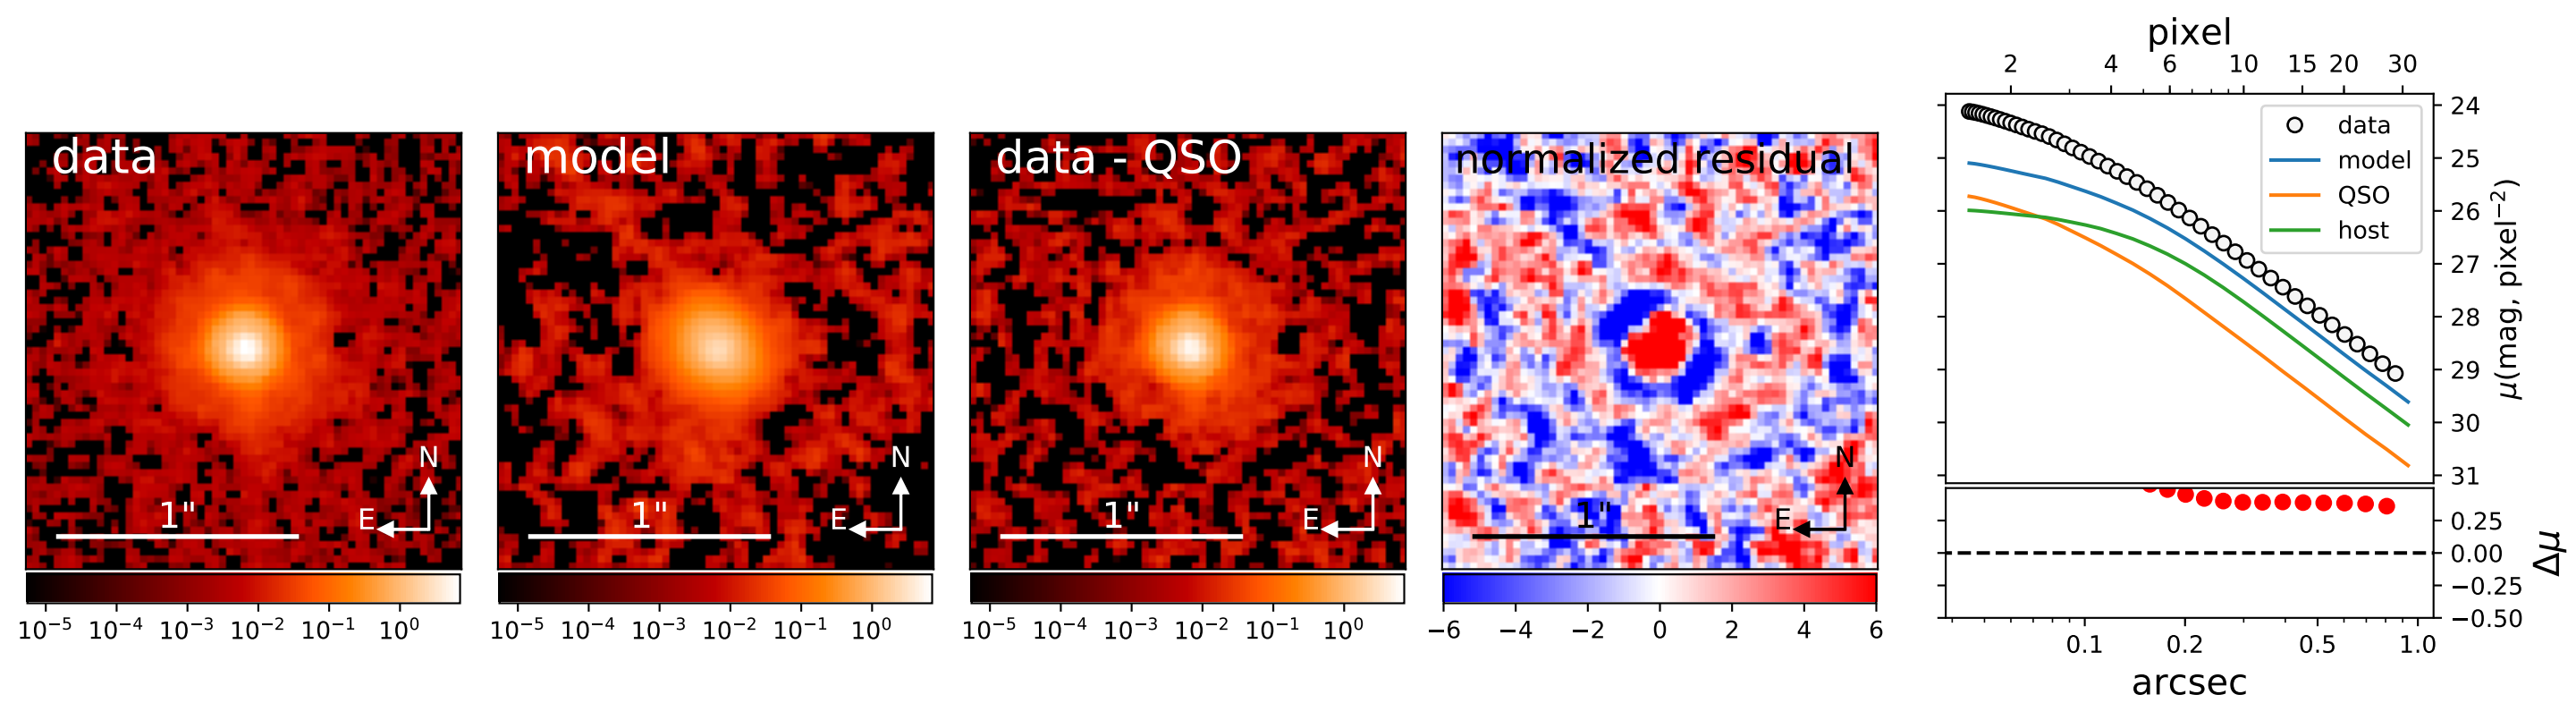 data
N
E
1"
10⁻⁵ 10⁻⁴ 10⁻³ 10⁻² 10⁻¹ 10⁰
model
N
E
1"
10⁻⁵ 10⁻⁴ 10⁻³ 10⁻² 10⁻¹ 10⁰
data - QSO
N
E
1"
10⁻⁵ 10⁻⁴ 10⁻³ 10⁻² 10⁻¹ 10⁰
normalized residual
N
E
1"
−6 −4 −2 0 2 4 6
pixel
2 4 6 10 15 20 30
data
model
QSO
host
24
25
26
27
28
29
30
31
μ(mag, pixel⁻²)
0.25
0.00
−0.25
−0.50
Δμ
0.1 0.2 0.5 1.0
arcsec